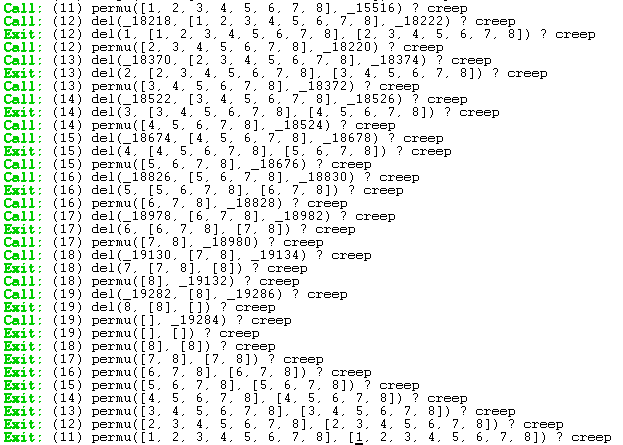 Call: (11) permu([1, 2, 3, 4, 5, 6, 7, 8], _15516) ? creep
Call: (12) del(_18218, [1, 2, 3, 4, 5, 6, 7, 8], _18222) ? creep
Exit: (12) del(1, [1, 2, 3, 4, 5, 6, 7, 8], [2, 3, 4, 5, 6, 7, 8]) ? creep
Call: (12) permu([2, 3, 4, 5, 6, 7, 8], _18220) ? creep
Call: (13) del(_18370, [2, 3, 4, 5, 6, 7, 8], _18374) ? creep
Exit: (13) del(2, [2, 3, 4, 5, 6, 7, 8], [3, 4, 5, 6, 7, 8]) ? creep
Call: (13) permu([3, 4, 5, 6, 7, 8], _18372) ? creep
Call: (14) del(_18522, [3, 4, 5, 6, 7, 8], _18526) ? creep
Exit: (14) del(3, [3, 4, 5, 6, 7, 8], [4, 5, 6, 7, 8]) ? creep
Call: (14) permu([4, 5, 6, 7, 8], _18524) ? creep
Call: (15) del(_18674, [4, 5, 6, 7, 8], _18678) ? creep
Exit: (15) del(4, [4, 5, 6, 7, 8], [5, 6, 7, 8]) ? creep
Call: (15) permu([5, 6, 7, 8], _18676) ? creep
Call: (16) del(_18826, [5, 6, 7, 8], _18830) ? creep
Exit: (16) del(5, [5, 6, 7, 8], [6, 7, 8]) ? creep
Call: (16) permu([6, 7, 8], _18828) ? creep
Call: (17) del(_18978, [6, 7, 8], _18982) ? creep
Exit: (17) del(6, [6, 7, 8], [7, 8]) ? creep
Call: (17) permu([7, 8], _18980) ? creep
Call: (18) del(_19130, [7, 8], _19134) ? creep
Exit: (18) del(7, [7, 8], [8]) ? creep
Call: (18) permu([8], _19132) ? creep
Call: (19) del(_19282, [8], _19286) ? creep
Exit: (19) del(8, [8], []) ? creep
Call: (19) permu([], _19284) ? creep
Exit: (19) permu([], []) ? creep
Exit: (18) permu([8], [8]) ? creep
Exit: (17) permu([7, 8], [7, 8]) ? creep
Exit: (16) permu([6, 7, 8], [6, 7, 8]) ? creep
Exit: (15) permu([5, 6, 7, 8], [5, 6, 7, 8]) ? creep
Exit: (14) permu([4, 5, 6, 7, 8], [4, 5, 6, 7, 8]) ? creep
Exit: (13) permu([3, 4, 5, 6, 7, 8], [3, 4, 5, 6, 7, 8]) ? creep
Exit: (12) permu([2, 3, 4, 5, 6, 7, 8], [2, 3, 4, 5, 6, 7, 8]) ? creep
Exit: (11) permu([1, 2, 3, 4, 5, 6, 7, 8], [1, 2, 3, 4, 5, 6, 7, 8]) ? creep